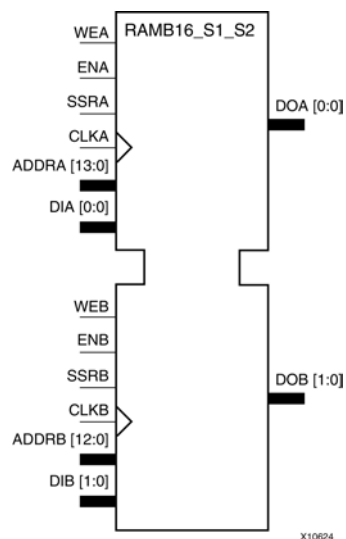 RAMB16_S1_S2
WEA
ENA
SSRA
DOA [0:0]
CLKA
ADDRA [13:0]
DIA [0:0]
WEB
ENB
DOB [1:0]
SSRB
CLKB
ADDRB [12:0]
DIB [1:0]
X10624